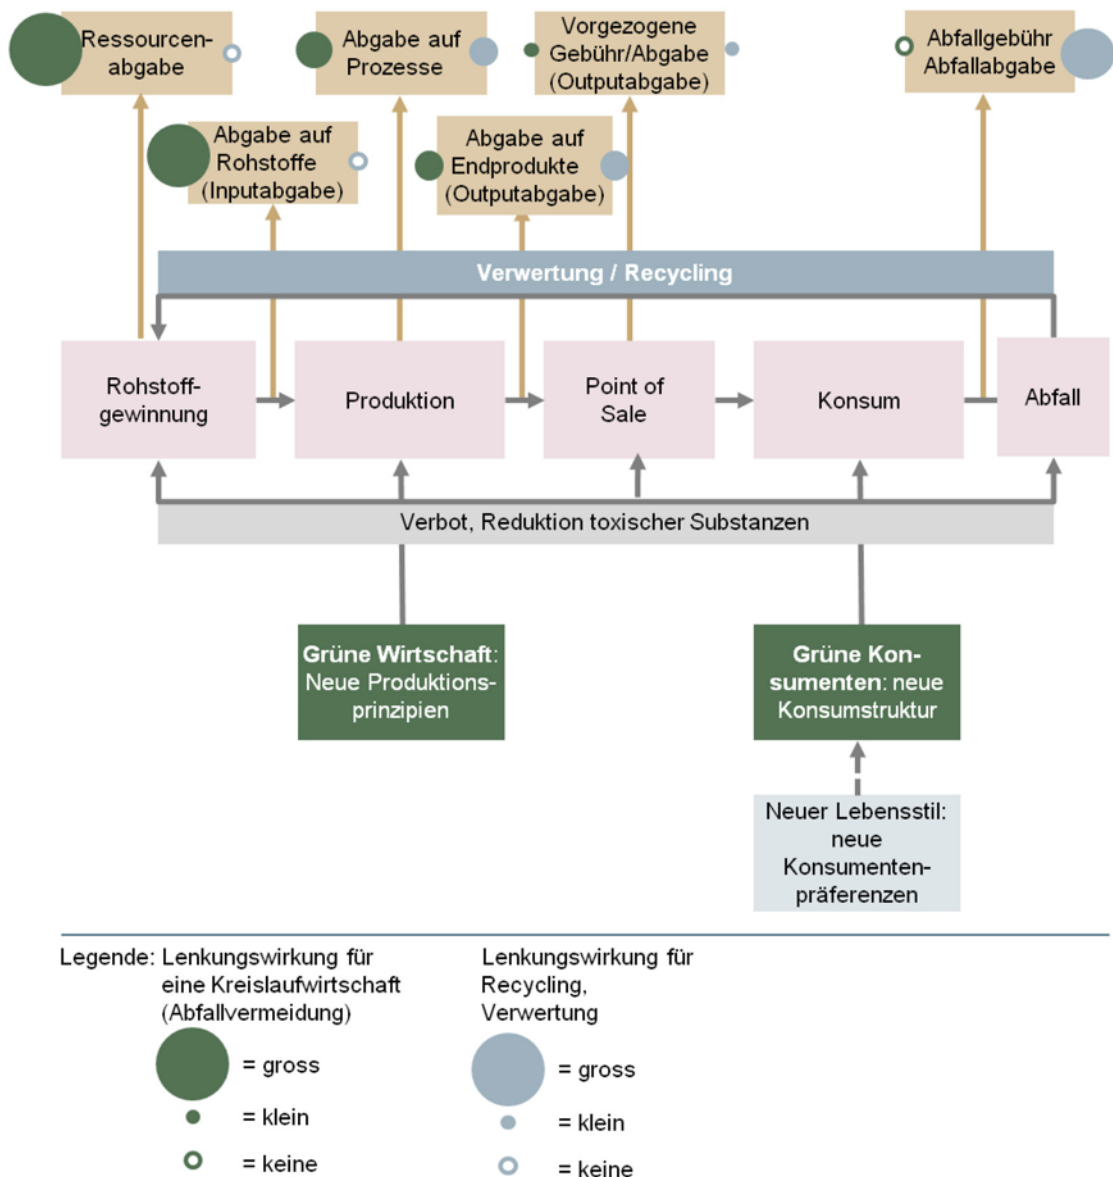 Ressourcen-
abgabe
Abgabe auf
Prozesse
Vorgezogene
Gebühr/Abgabe
(Outputabgabe)
Abfallgebühr
Abfallabgabe
Abgabe auf
Rohstoffe
(Inputabgabe)
Abgabe auf
Endprodukte
(Outputabgabe)
Verwertung / Recycling
Rohstoff-
gewinnung
Produktion
Point of
Sale
Konsum
Abfall
Verbot, Reduktion toxischer Substanzen
Grüne Wirtschaft:
Neue Produktions-
prinzipien
Grüne Kon-
sumenten: neue
Konsumstruktur
Neuer Lebensstil:
neue
Konsumenten-
präferenzen
Legende: Lenkungswirkung für
eine Kreislaufwirtschaft
(Abfallvermeidung)
= gross
= klein
= keine
Lenkungswirkung für
Recycling,
Verwertung
= gross
= klein
= keine